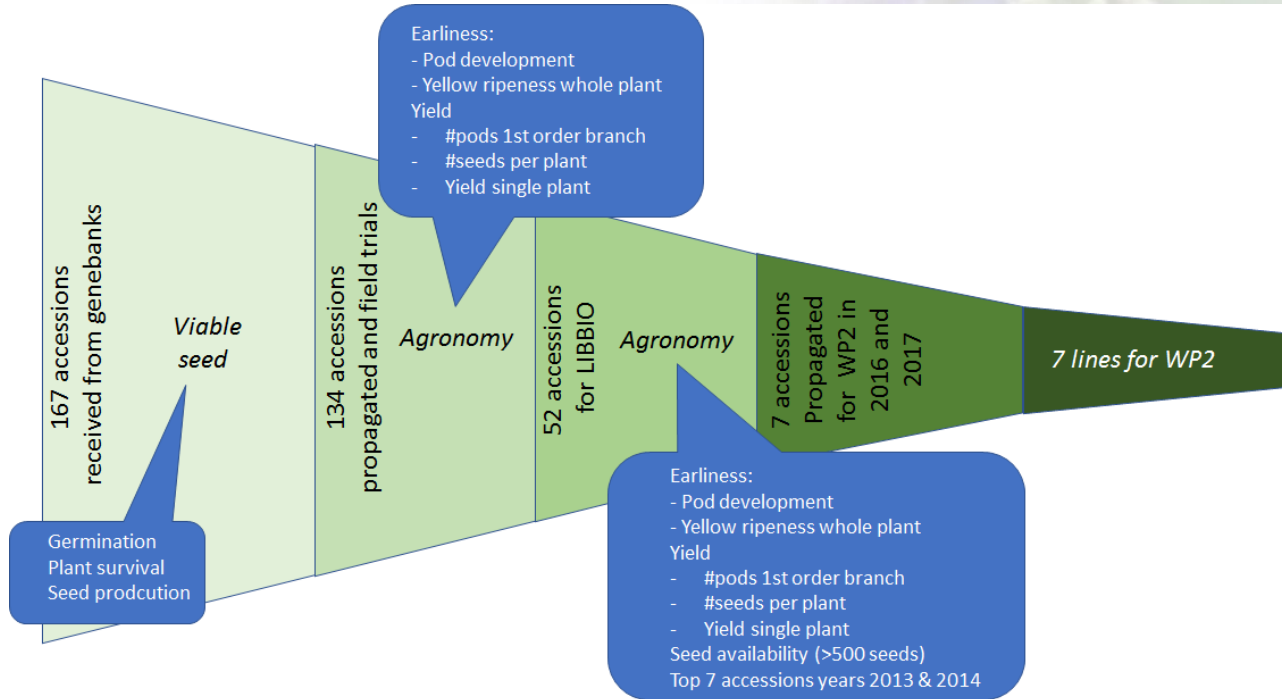 Earliness:
- Pod development
- Yellow ripeness whole plant
Yield
- #pods 1st order branch
- #seeds per plant
- Yield single plant
167 accessions
received from genebanks
Viable
seed
134 accessions
propagated and field trials
Agronomy
52 accessions
for LIBBIO
Agronomy
7 accessions
Propagated
for WP2 in
2016 and
2017
7 lines for WP2
Germination
Plant survival
Seed prodcution
Earliness:
- Pod development
- Yellow ripeness whole plant
Yield
- #pods 1st order branch
- #seeds per plant
- Yield single plant
Seed availability (>500 seeds)
Top 7 accessions years 2013 & 2014